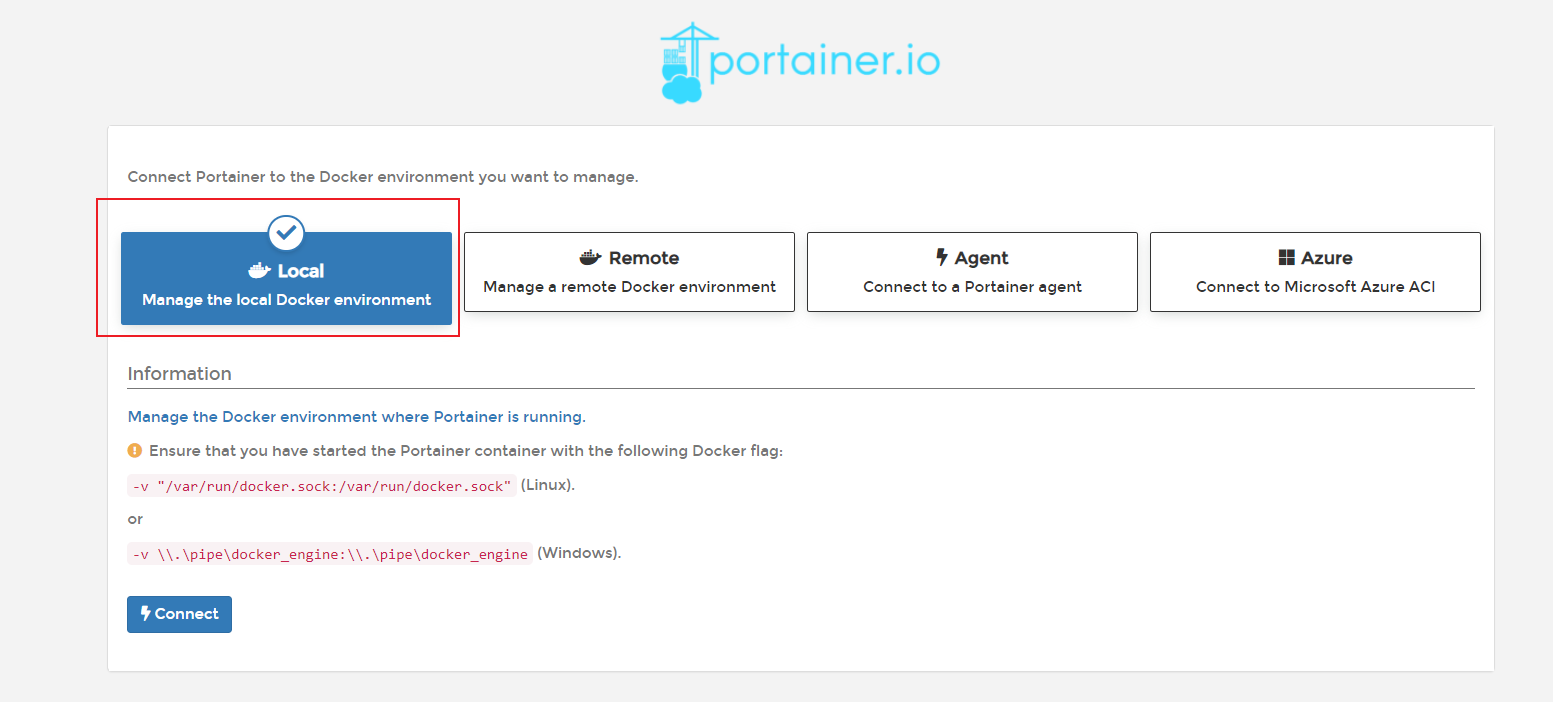 portainer.io
Connect Portainer to the Docker environment you want to manage.
Local
Manage the local Docker environment
Remote
Manage a remote Docker environment
Agent
Connect to a Portainer agent
Azure
Connect to Microsoft Azure ACI
Information
Manage the Docker environment where Portainer is running.
Ensure that you have started the Portainer container with the following Docker flag:
-v "/var/run/docker.sock:/var/run/docker.sock" (Linux).
or
-v \\.\pipe\docker_engine:\\.\pipe\docker_engine (Windows).
Connect